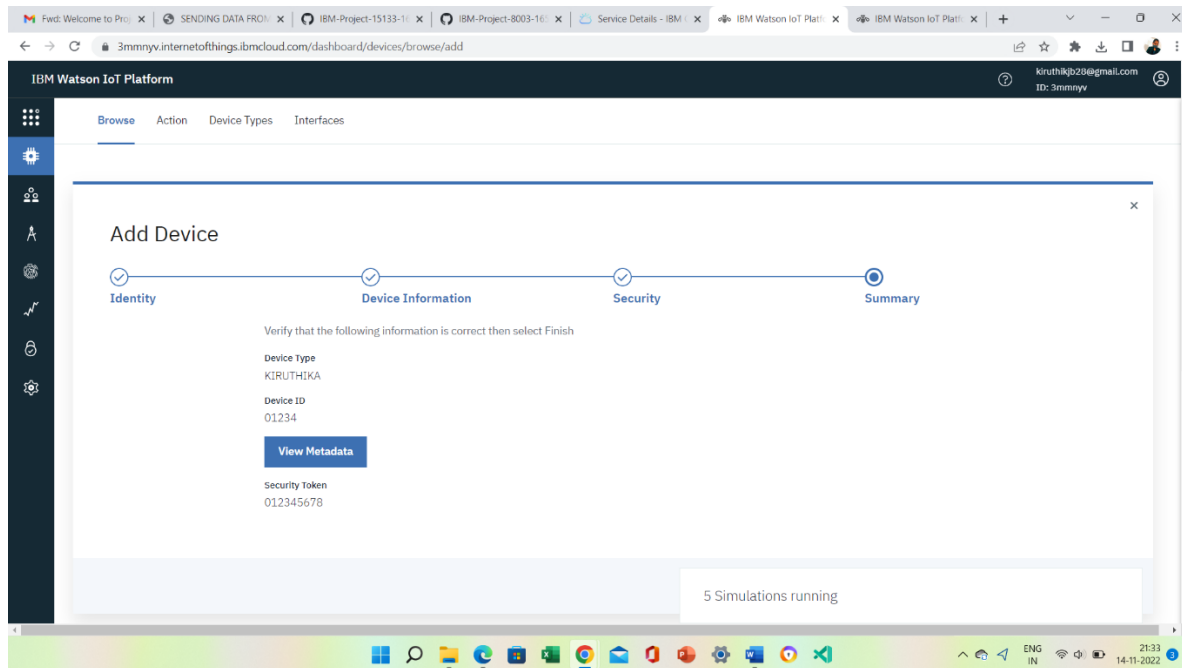 Fwd: Welcome to Proj
SENDING DATA FROM
IBM-Project-15133-1
IBM-Project-8003-16
Service Details - IBM
IBM Watson IoT Platf
IBM Watson IoT Platf
3mmnyv.internetofthings.ibmcloud.com/dashboard/devices/browse/add
IBM Watson IoT Platform
kiruthikjb28@gmail.com
ID: 3mmnyv
Browse Action Device Types Interfaces
Add Device
Identity Device Information Security Summary
Verify that the following information is correct then select Finish
Device Type
KIRUTHIKA
Device ID
01234
View Metadata
Security Token
012345678
5 Simulations running
ENG
IN
21:33
14-11-2022
3